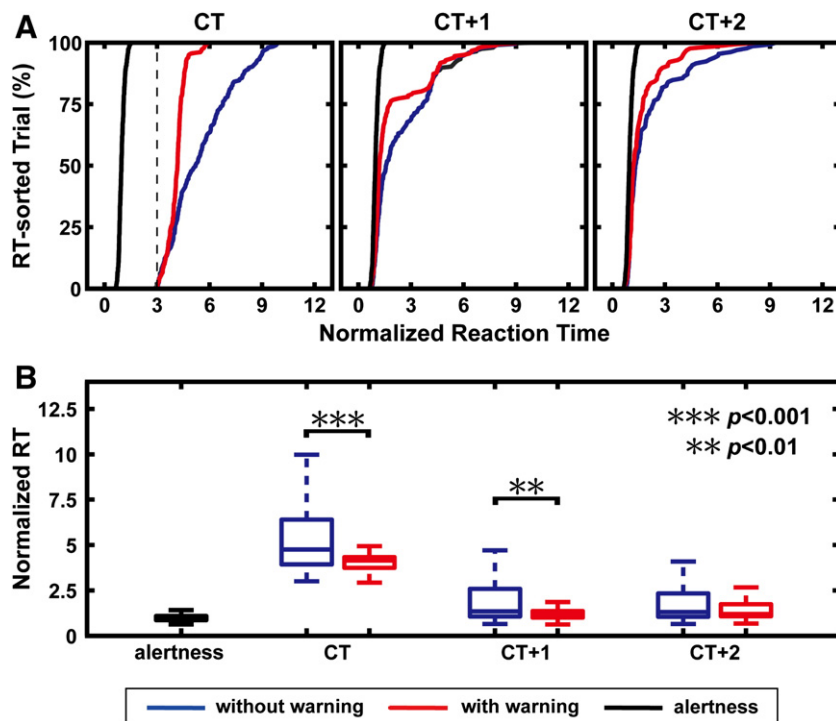 A
CT CT+1 CT+2
RT-sorted Trial (%)
100
75
50
25
0
0 3 6 9 12 0 3 6 9 12 0 3 6 9 12
Normalized Reaction Time
B
Normalized RT
12.5
10
7.5
5
2.5
0
*** **
*** p<0.001
** p<0.01
alertness CT CT+1 CT+2
without warning with warning alertness